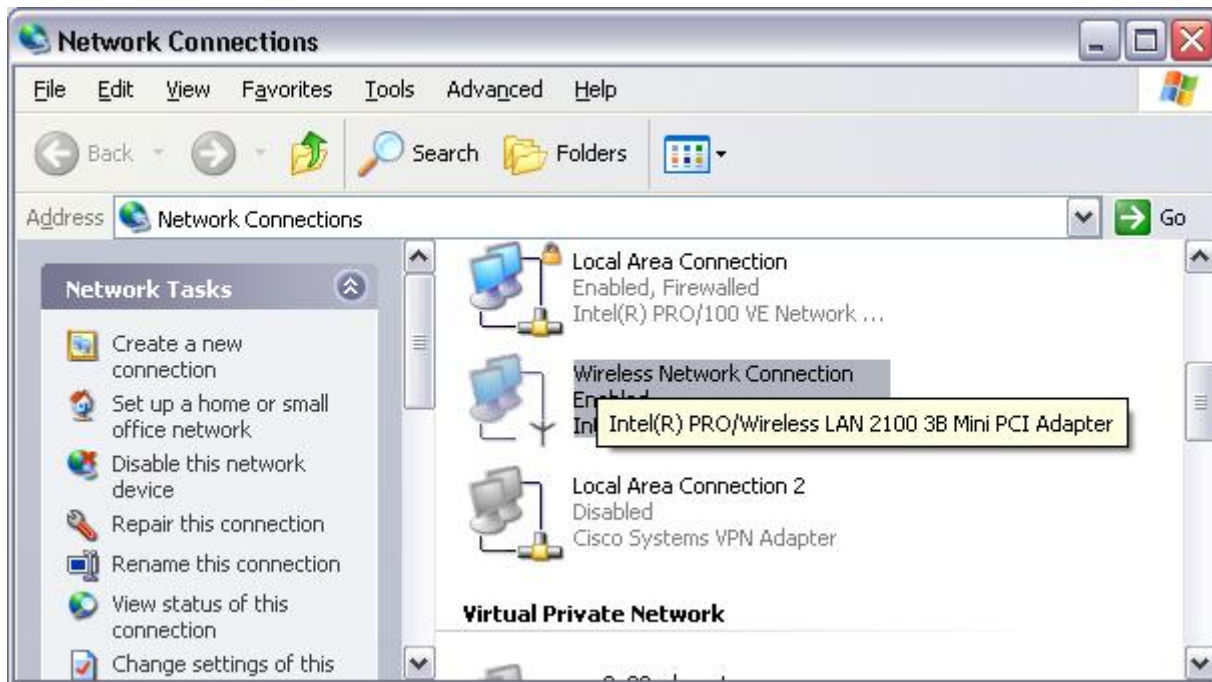 Network Connections
File Edit View Favorites Tools Advanced Help
Back Search Folders
Address Network Connections Go
Network Tasks
Create a new
connection
Set up a home or small
office network
Disable this network
device
Repair this connection
Rename this connection
View status of this
connection
Change settings of this
Local Area Connection
Enabled, Firewalled
Intel(R) PRO/100 VE Network ...
Wireless Network Connection
Enabled
Intel(R) PRO/Wireless LAN 2100 3B Mini PCI Adapter
Local Area Connection 2
Disabled
Cisco Systems VPN Adapter
Virtual Private Network